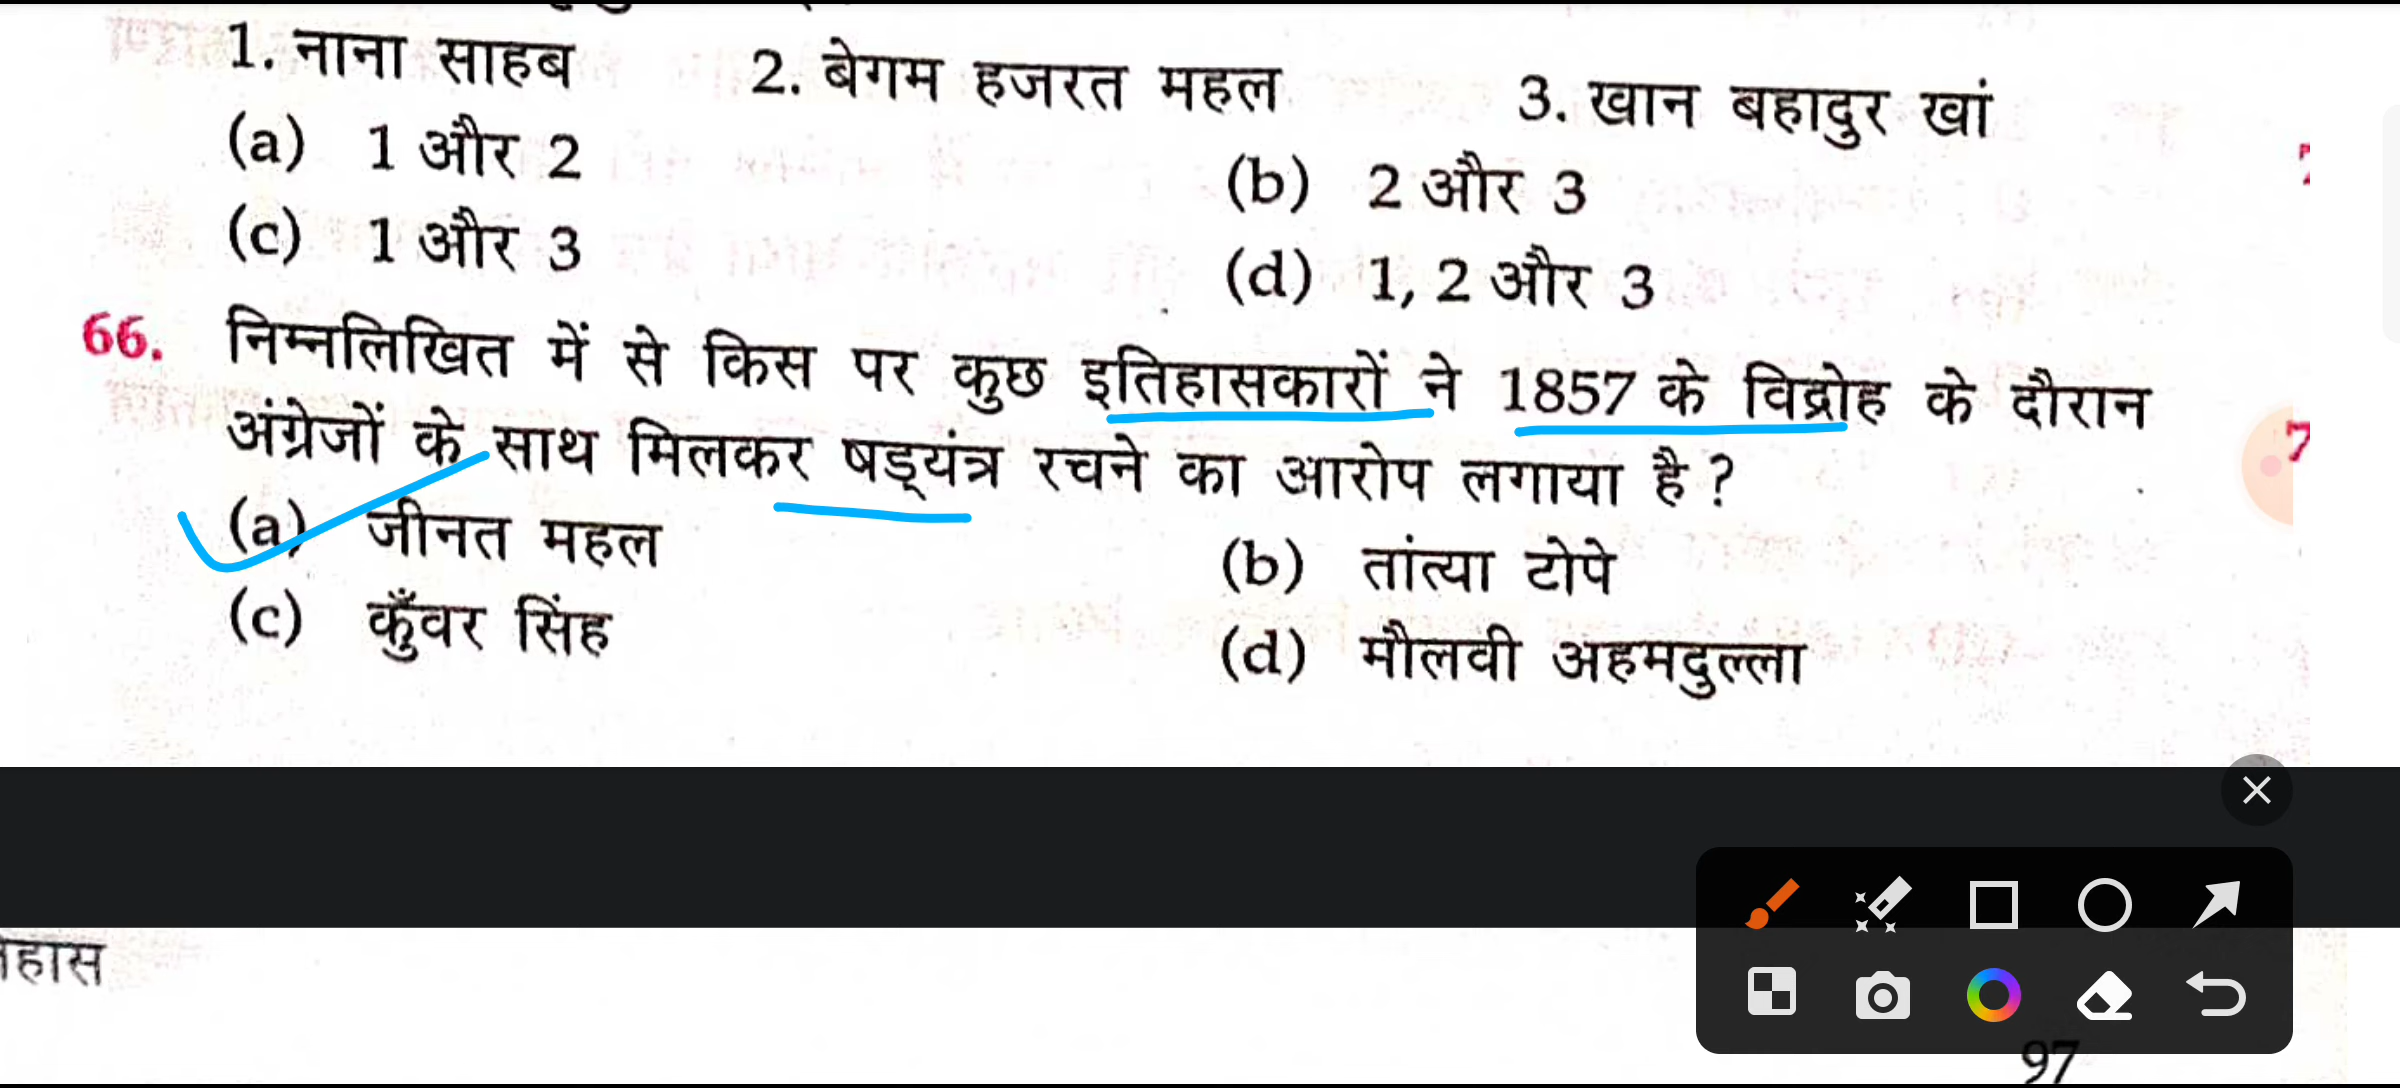 1. नाना साहब 2. बेगम हजरत महल 3. खान बहादुर खां
(a) 1 और 2 (b) 2 और 3
(c) 1 और 3 (d) 1, 2 और 3
66. निम्नलिखित में से किस पर कुछ इतिहासकारों ने 1857 के विद्रोह के दौरान
अंग्रेजों के साथ मिलकर षड्यंत्र रचने का आरोप लगाया है ?
(a) जीनत महल (b) तांत्या टोपे
(c) कुँवर सिंह (d) मौलवी अहमदुल्ला
97